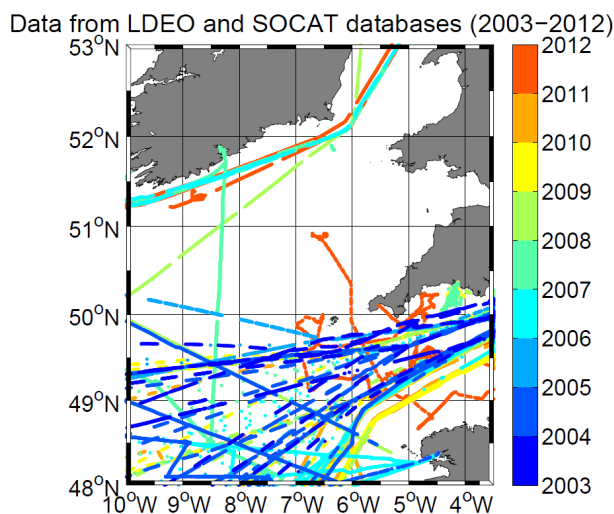 Data from LDEO and SOCAT databases (2003−2012)
53°N
52°N
51°N
50°N
49°N
48°N
10°W 9°W 8°W 7°W 6°W 5°W 4°W
2012
2011
2010
2009
2008
2007
2006
2005
2004
2003